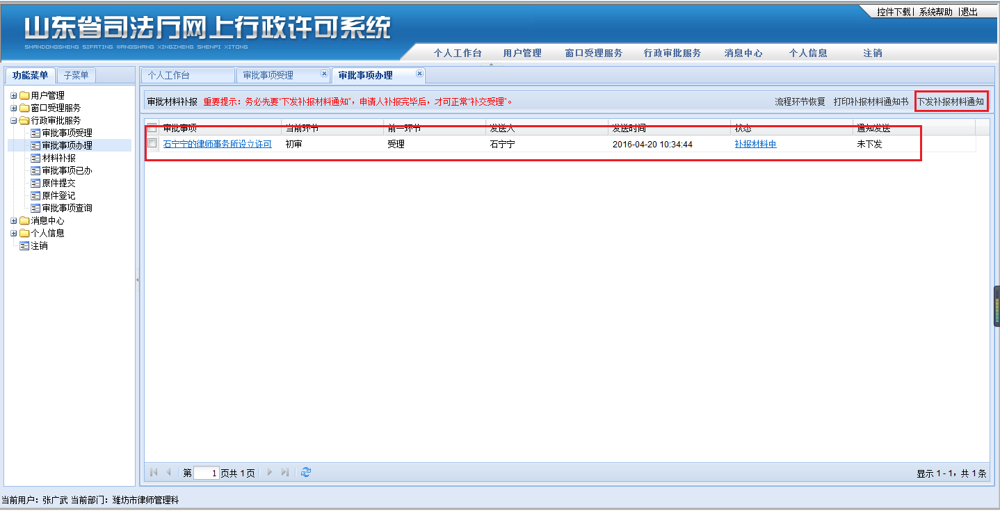 控件下载| 系统帮助 |退出
山东省司法厅网上行政许可系统
SHANDONGSHENG SIFATING WANGSHANG XINGZHENG SHENPI XITONG
个人工作台 用户管理 窗口受理服务 行政审批服务 消息中心 个人信息 注销
功能菜单 子菜单
用户管理
窗口受理服务
行政审批服务
审批事项受理
审批事项办理
材料补报
审批事项已办
原件提交
原件登记
审批事项查询
消息中心
个人信息
注销
个人工作台 审批事项受理 审批事项办理
审批材料补报 重要提示：务必先要“下发补报材料通知”，申请人补报完毕后，才可正常“补交受理”。 流程环节恢复 打印补报材料通知书 下发补报材料通知
审批事项 当前环节 前一环节 发送人 发送时间 状态 通知发送
石宁宁的律师事务所设立许可 初审 受理 石宁宁 2016-04-20 10:34:44 补报材料中 未下发
第 1 页共 1 页 显示 1 - 1，共 1 条
当前用户：张广武 当前部门：潍坊市律师管理科